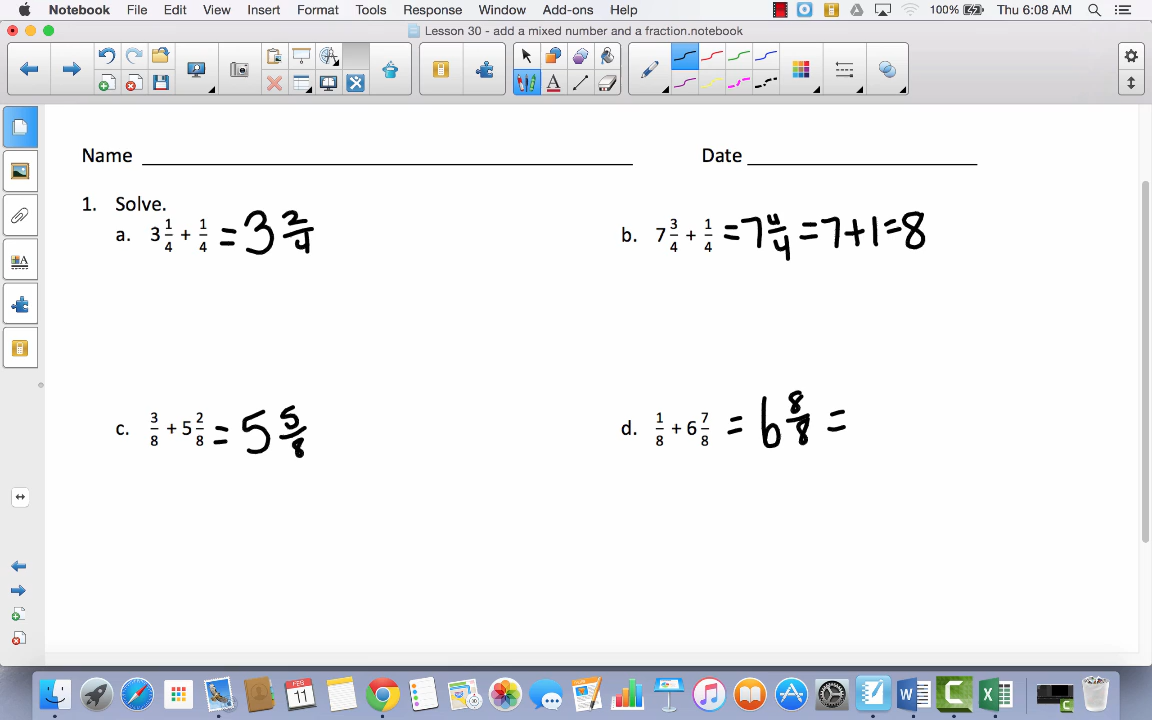 Notebook File Edit View Insert Format Tools Response Window Add-ons Help 100% Thu 6:08 AM
Lesson 30 - add a mixed number and a fraction.notebook
Name Date
1. Solve.
a. 3 1/4 + 1/4 = 3 2/4
b. 7 3/4 + 1/4 = 7 4/4 = 7+1=8
c. 3/8 + 5 2/8 = 5 5/8
d. 1/8 + 6 7/8 = 6 8/8 =
FEB
11